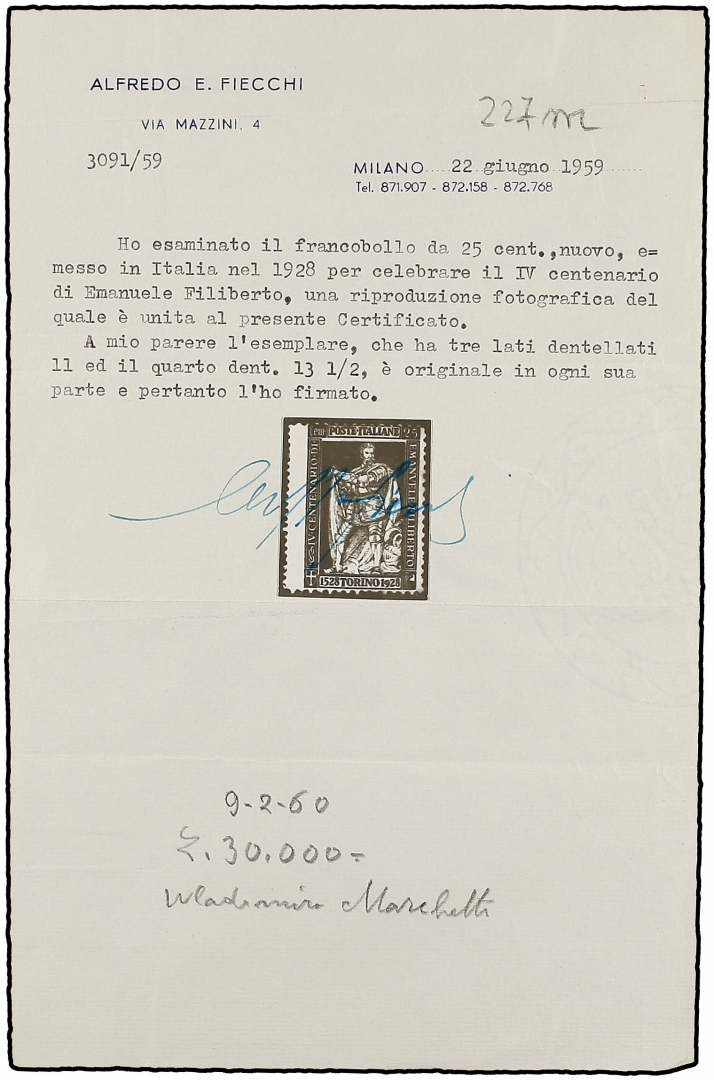 ALFREDO E. FIECCHI
VIA MAZZINI, 4
227m
3091/59
MILANO 22 giugno 1959
Tel. 871.907 - 872.158 - 872.768
Ho esaminato il francobollo da 25 cent.,nuovo, e=
messo in Italia nel 1928 per celebrare il IV centenario
di Emanuele Filiberto, una riproduzione fotografica del
quale è unita al presente Certificato.
A mio parere l'esemplare, che ha tre lati dentellati
11 ed il quarto dent. 13 1/2, è originale in ogni sua
parte e pertanto l'ho firmato.
POSTE·ITALIANE 25
IV·CENTENARIO·DI
EMANVELE·FILIBERTO
1528 TORINO 1928
9-2-60
£. 30.000=
Wladimiro Marchetti